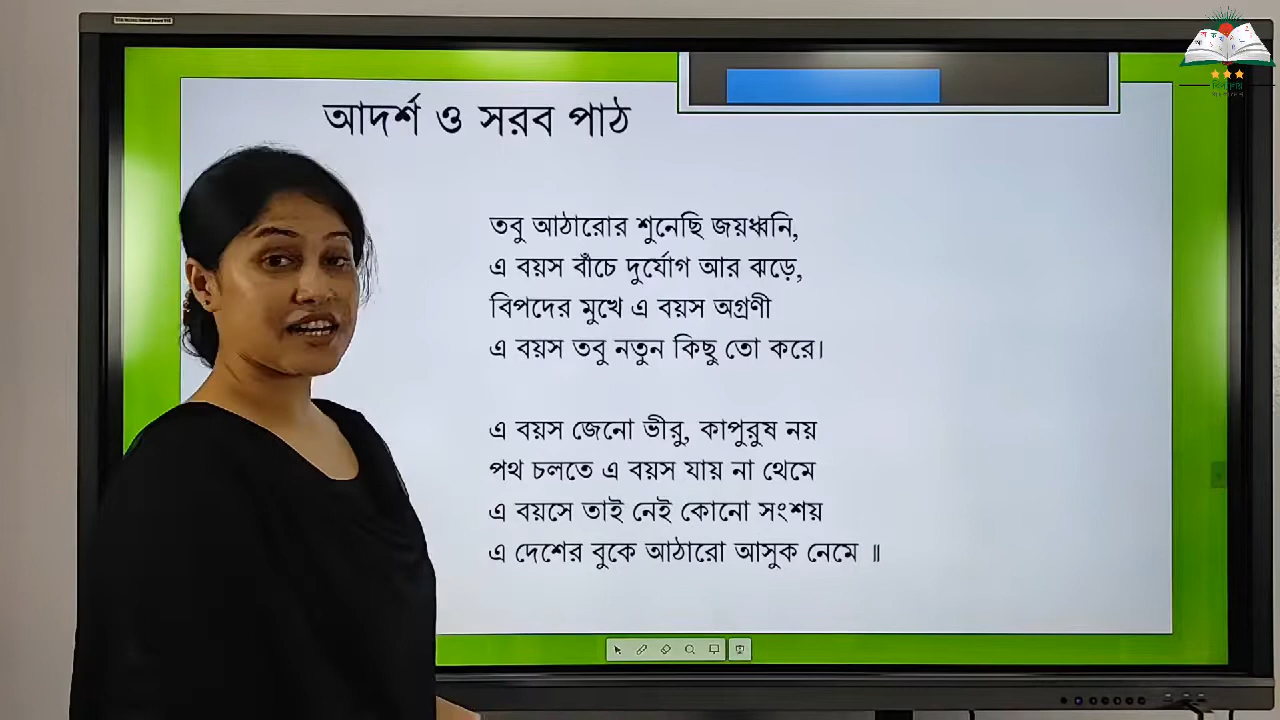 আদর্শ ও সরব পাঠ
তবু আঠারোর শুনেছি জয়ধ্বনি,
এ বয়স বাঁচে দুর্যোগ আর ঝড়ে,
বিপদের মুখে এ বয়স অগ্রণী
এ বয়স তবু নতুন কিছু তো করে।
এ বয়স জেনো ভীরু, কাপুরুষ নয়
পথ চলতে এ বয়স যায় না থেমে
এ বয়সে তাই নেই কোনো সংশয়
এ দেশের বুকে আঠারো আসুক নেমে ॥